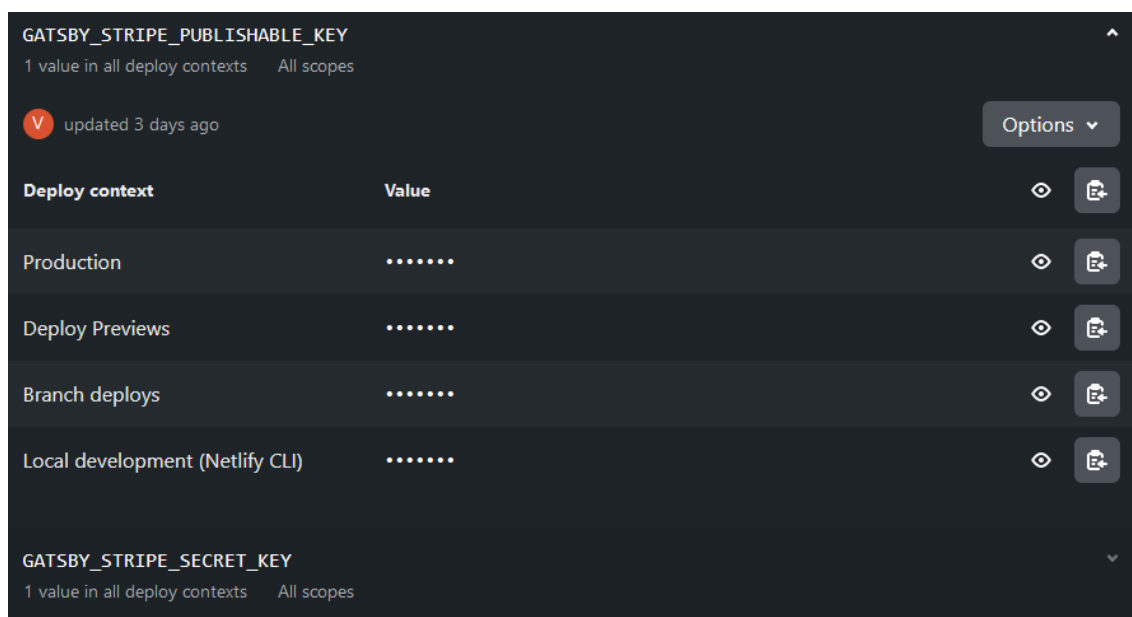 GATSBY_STRIPE_PUBLISHABLE_KEY
1 value in all deploy contexts All scopes
V updated 3 days ago Options
Deploy context Value
Production •••••••
Deploy Previews •••••••
Branch deploys •••••••
Local development (Netlify CLI) •••••••
GATSBY_STRIPE_SECRET_KEY
1 value in all deploy contexts All scopes